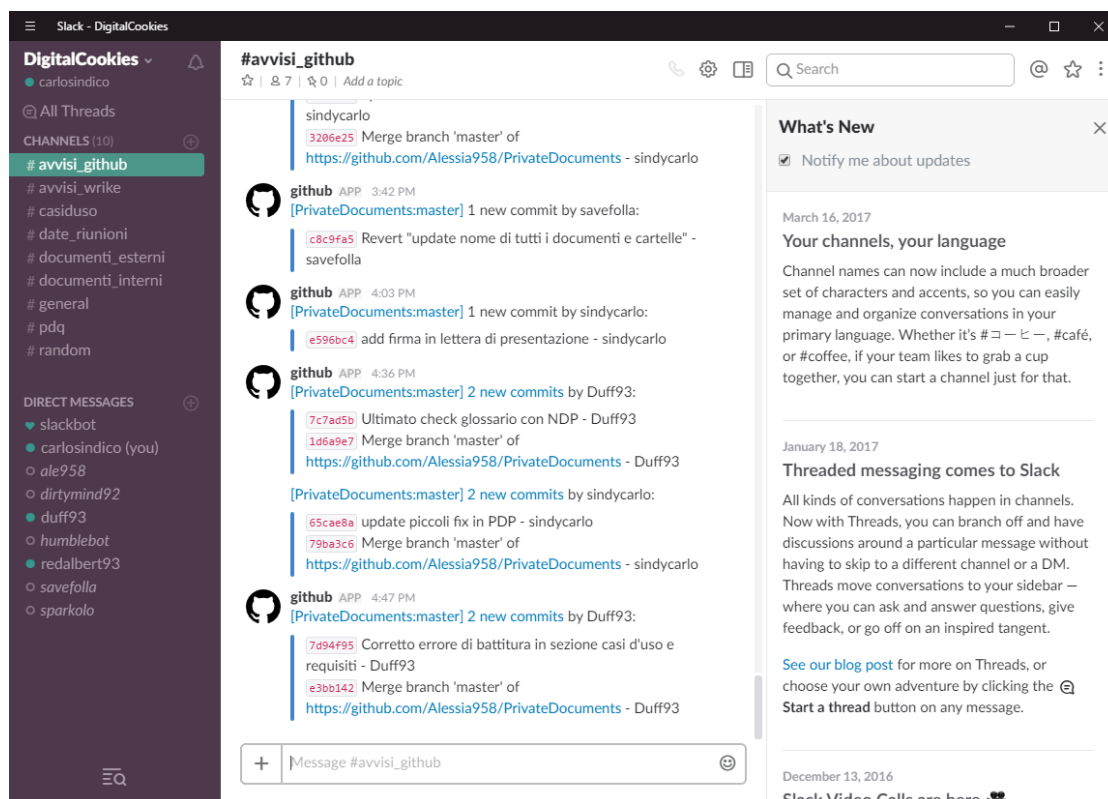 Slack - DigitalCookies
DigitalCookies
carlosindico
All Threads
CHANNELS (10)
# avvisi_github
# avvisi_wrike
# casiduso
# date_riunioni
# documenti_esterni
# documenti_interni
# general
# pdq
# random
DIRECT MESSAGES
slackbot
carlosindico (you)
ale958
dirtymind92
duff93
humblebot
redalbert93
savefolla
sparkolo
#avvisi_github
7 | 0 | Add a topic
Search
sindycarlo
3206e25 Merge branch 'master' of
https://github.com/Alessia958/PrivateDocuments - sindycarlo
github APP 3:42 PM
[PrivateDocuments:master] 1 new commit by savefolla:
c8c9fa5 Revert "update nome di tutti i documenti e cartelle" -
savefolla
github APP 4:03 PM
[PrivateDocuments:master] 1 new commit by sindycarlo:
e596bc4 add firma in lettera di presentazione - sindycarlo
github APP 4:36 PM
[PrivateDocuments:master] 2 new commits by Duff93:
7c7ad5b Ultimato check glossario con NDP - Duff93
1d6a9e7 Merge branch 'master' of
https://github.com/Alessia958/PrivateDocuments - Duff93
[PrivateDocuments:master] 2 new commits by sindycarlo:
65cae8a update piccoli fix in PDP - sindycarlo
79ba3c6 Merge branch 'master' of
https://github.com/Alessia958/PrivateDocuments - sindycarlo
github APP 4:47 PM
[PrivateDocuments:master] 2 new commits by Duff93:
7d94f95 Corretto errore di battitura in sezione casi d'uso e
requisiti - Duff93
e3bb142 Merge branch 'master' of
https://github.com/Alessia958/PrivateDocuments - Duff93
Message #avvisi_github
What's New
Notify me about updates
March 16, 2017
Your channels, your language
Channel names can now include a much broader
set of characters and accents, so you can easily
manage and organize conversations in your
primary language. Whether it's #コーヒー, #café,
or #coffee, if your team likes to grab a cup
together, you can start a channel just for that.
January 18, 2017
Threaded messaging comes to Slack
All kinds of conversations happen in channels.
Now with Threads, you can branch off and have
discussions around a particular message without
having to skip to a different channel or a DM.
Threads move conversations to your sidebar —
where you can ask and answer questions, give
feedback, or go off on an inspired tangent.
See our blog post for more on Threads, or
choose your own adventure by clicking the
Start a thread button on any message.
December 13, 2016
Slack Video Calls are here